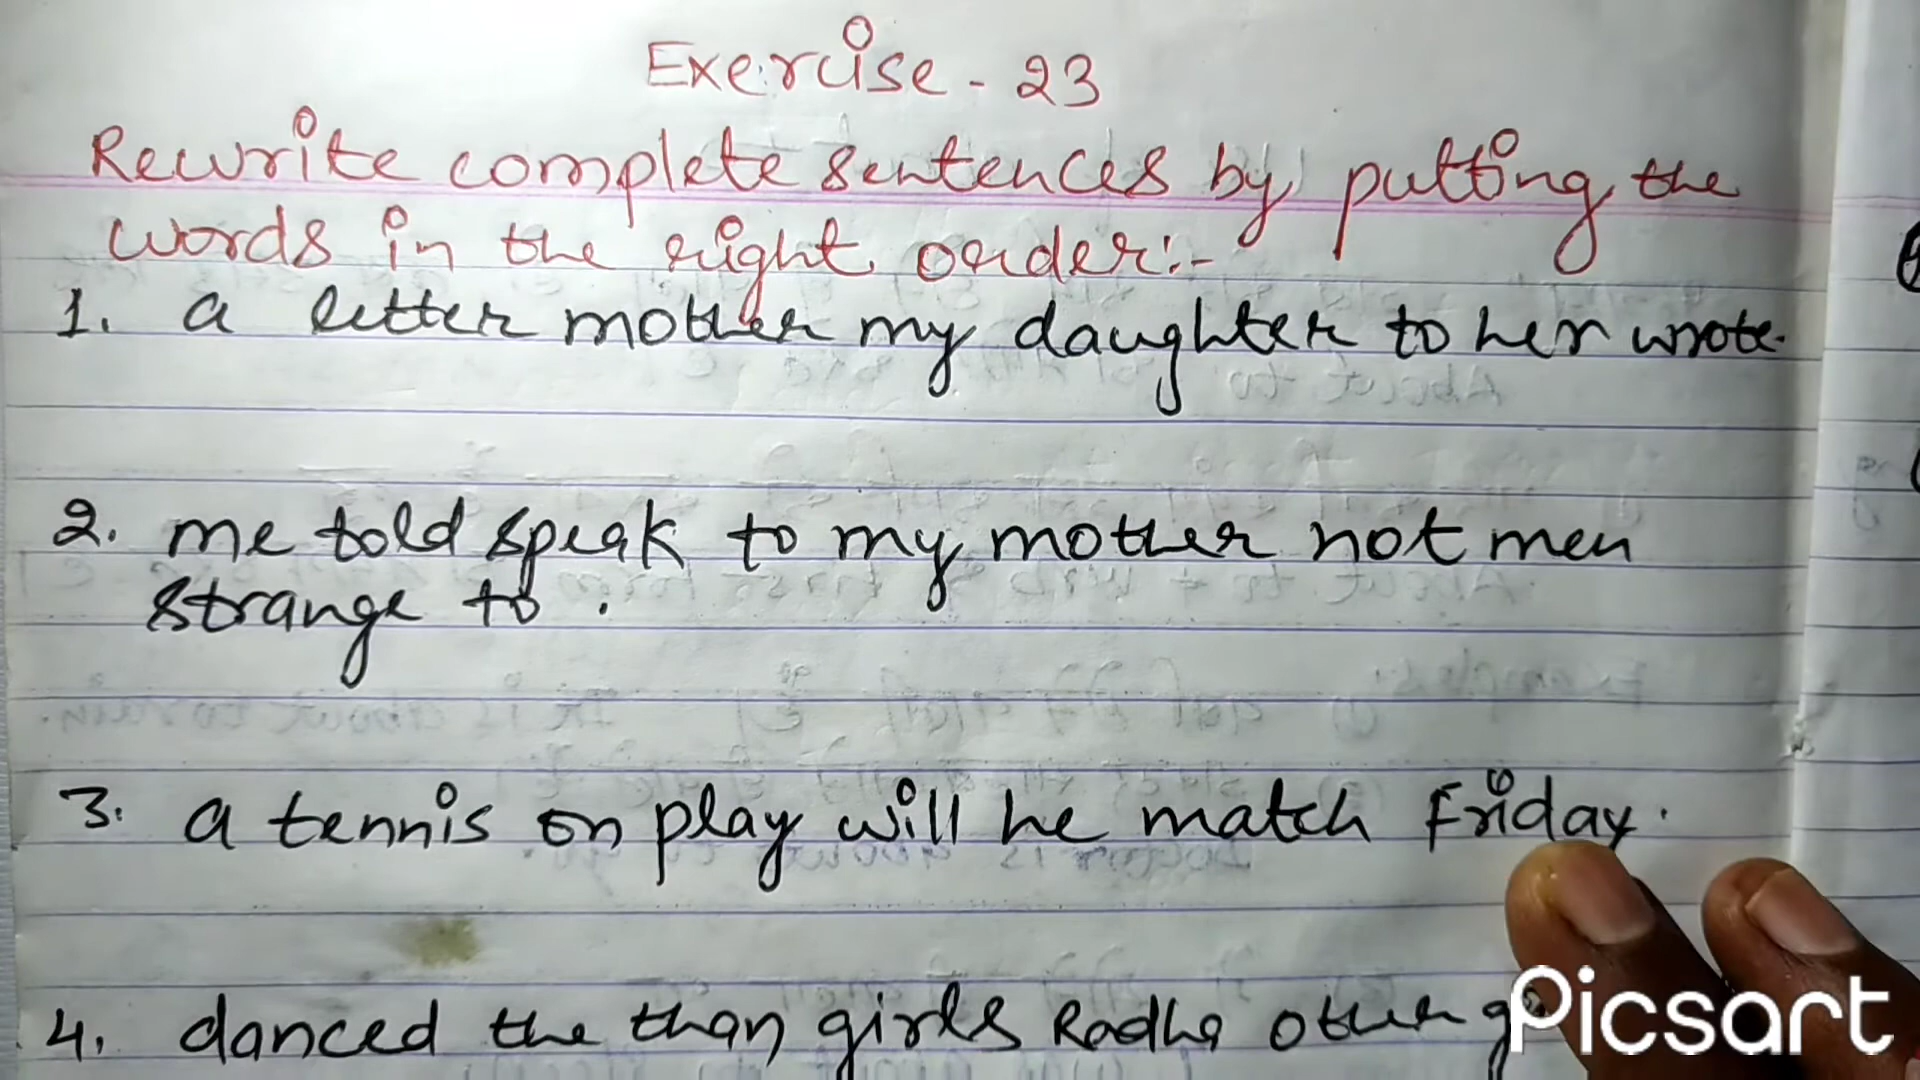 Exercise - 23
Rewrite complete sentences by putting the
words in the right order:-
1. a letter mother my daughter to her wrote.
2. me told speak to my mother not men
strange to .
3. a tennis on play will he match Friday.
4. danced the than girls Radha other
Picsart